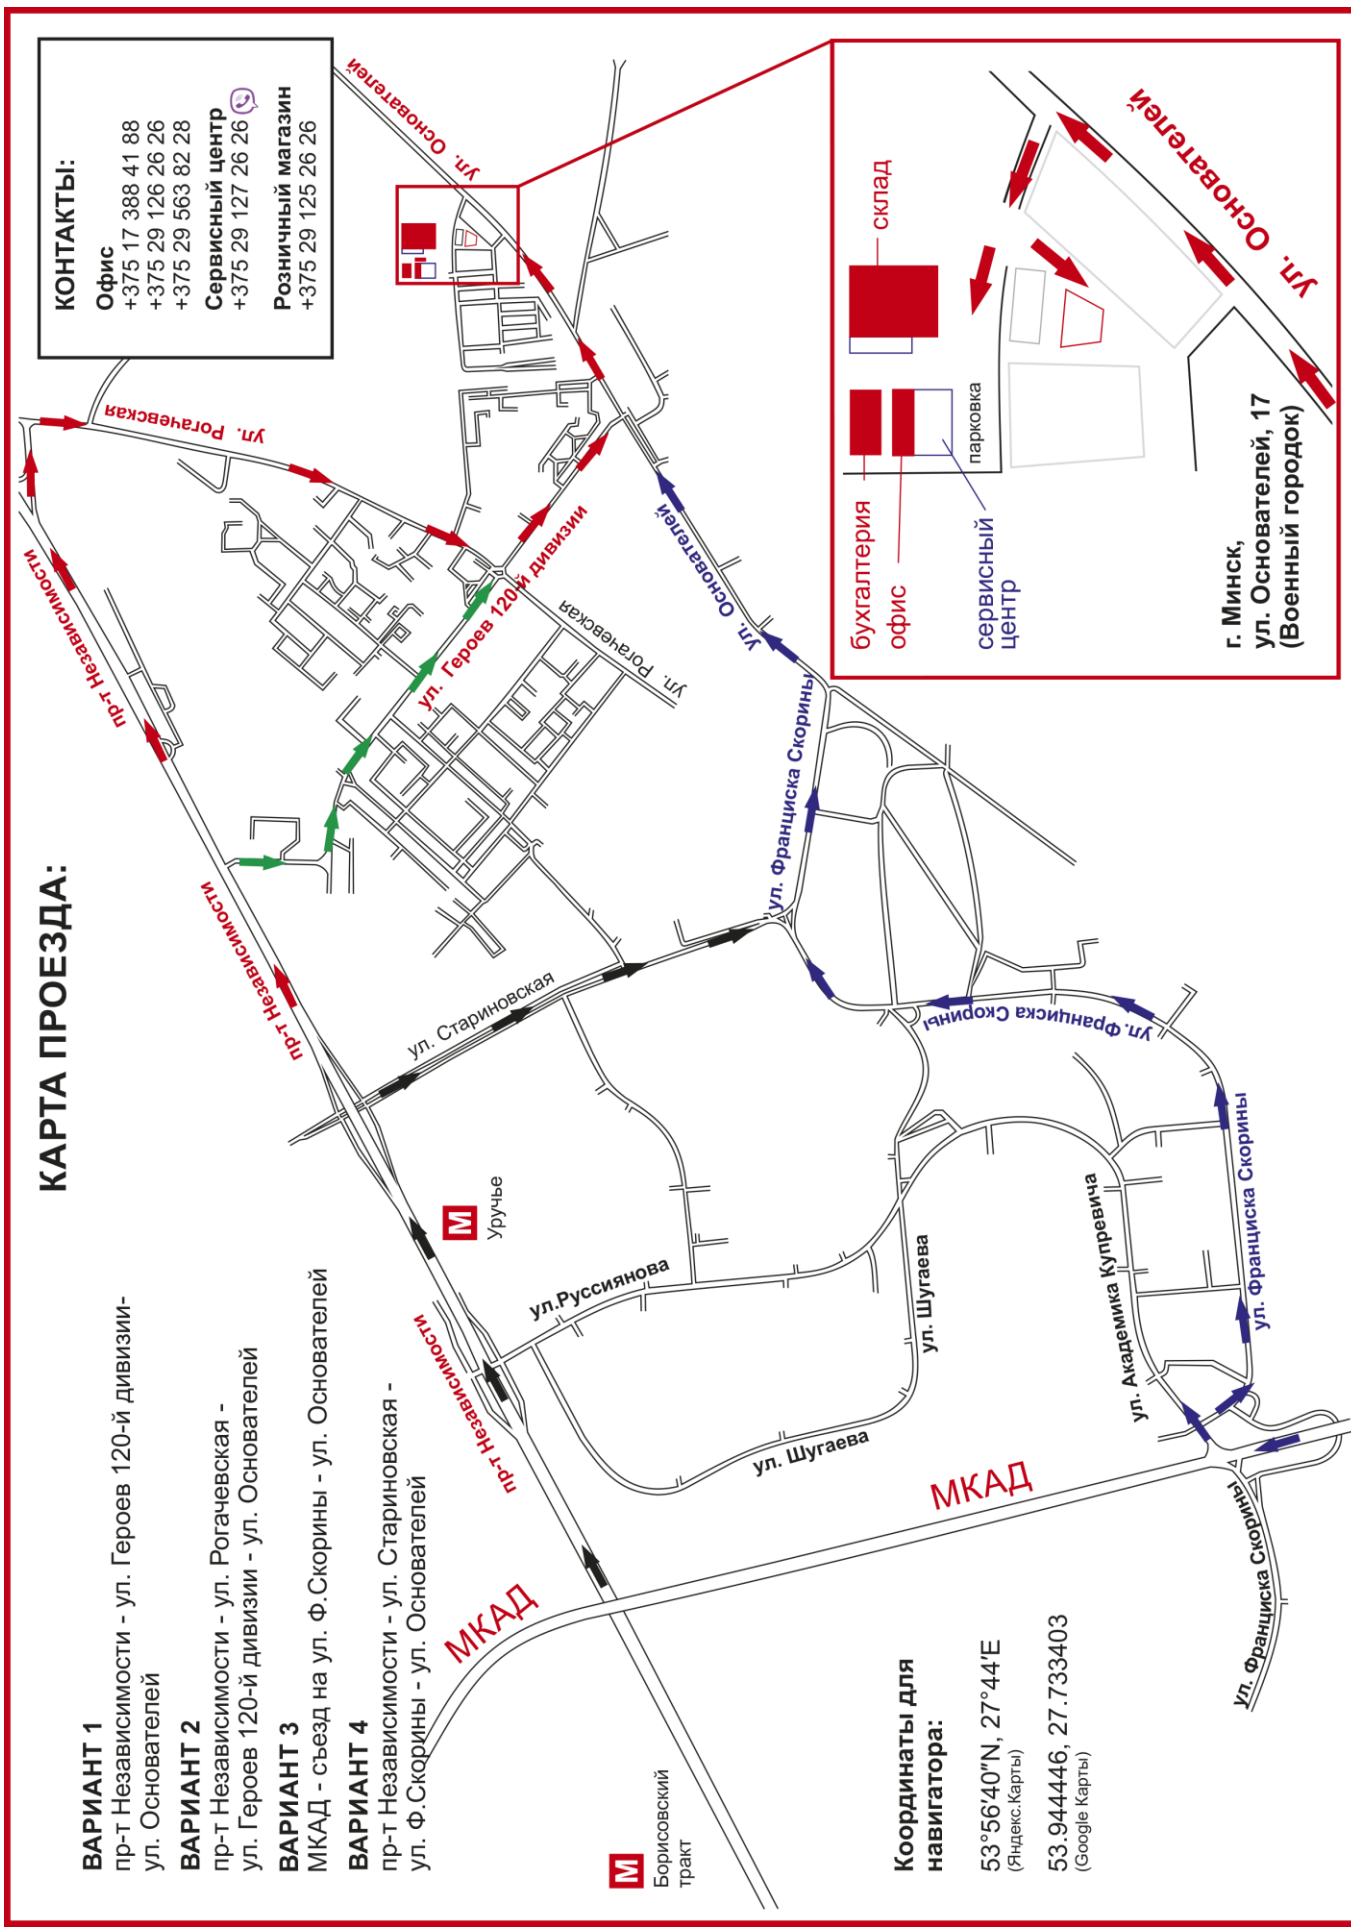 КАРТА ПРОЕЗДА:
ВАРИАНТ 1
пр-т Независимости - ул. Героев 120-й дивизии-
ул. Основателей
ВАРИАНТ 2
пр-т Независимости - ул. Рогачевская -
ул. Героев 120-й дивизии - ул. Основателей
ВАРИАНТ 3
МКАД - съезд на ул. Ф.Скорины - ул. Основателей
ВАРИАНТ 4
пр-т Независимости - ул. Стариновская -
ул. Ф.Скорины - ул. Основателей
КОНТАКТЫ:
Офис
+375 17 388 41 88
+375 29 126 26 26
+375 29 563 82 28
Сервисный центр
+375 29 127 26 26
Розничный магазин
+375 29 125 26 26
пр-т Независимости
пр-т Независимости
пр-т Независимости
пр-т Независимости
ул. Рогачевская
ул. Рогачевская
ул. Героев 120-й дивизии
ул. Основателей
ул. Основателей
ул. Стариновская
ул. Франциска Скорины
ул.Франциска Скорины
ул. Франциска Скорины
ул. Франциска Скорины
ул.Руссиянова
ул. Шугаева
ул. Шугаева
ул. Академика Купревича
МКАД
МКАД
М
Уручье
М
Борисовский
тракт
Координаты для
навигатора:
53°56'40"N, 27°44'E
(Яндекс.Карты)
53.944446, 27.733403
(Google Карты)
склад
бухгалтерия
офис
сервисный
центр
парковка
ул. Основателей
г. Минск,
ул. Основателей, 17
(Военный городок)